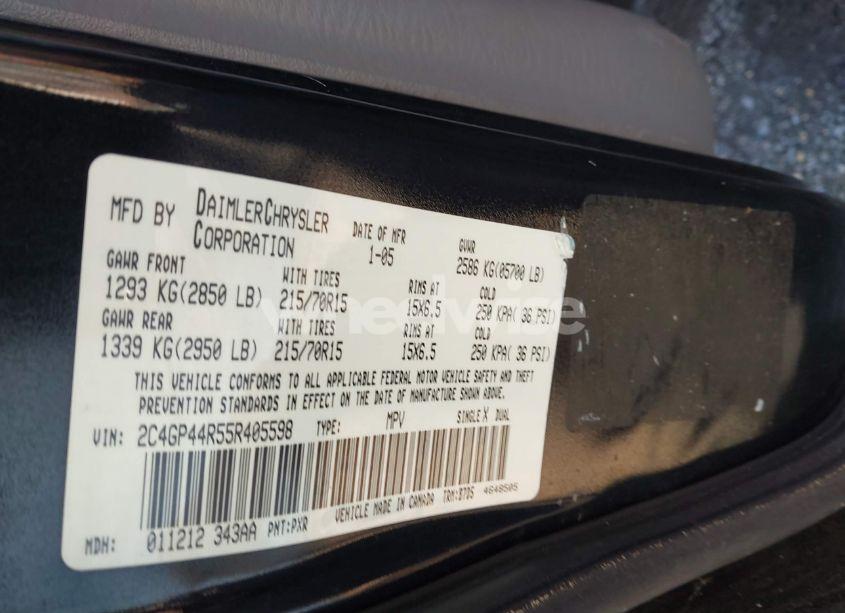 MFD BY DAIMLERCHRYSLER CORPORATION DATE OF MFR 1-05 GVWR 2586 KG(05700 LB)
GAWR FRONT WITH TIRES RIMS AT COLD
1293 KG(2850 LB) 215/70R15 15X6.5 250 KPA( 36 PSI)
GAWR REAR WITH TIRES RIMS AT COLD
1339 KG(2950 LB) 215/70R15 15X6.5 250 KPA( 36 PSI)
THIS VEHICLE CONFORMS TO ALL APPLICABLE FEDERAL MOTOR VEHICLE SAFETY AND THEFT
PREVENTION STANDARDS IN EFFECT ON THE DATE OF MANUFACTURE SHOWN ABOVE.
VIN: 2C4GP44R55R405598 TYPE: MPV SINGLE X DUAL
MDH: 011212 343AA PNT:PXR VEHICLE MADE IN CANADA TRM:B7D5 4648505